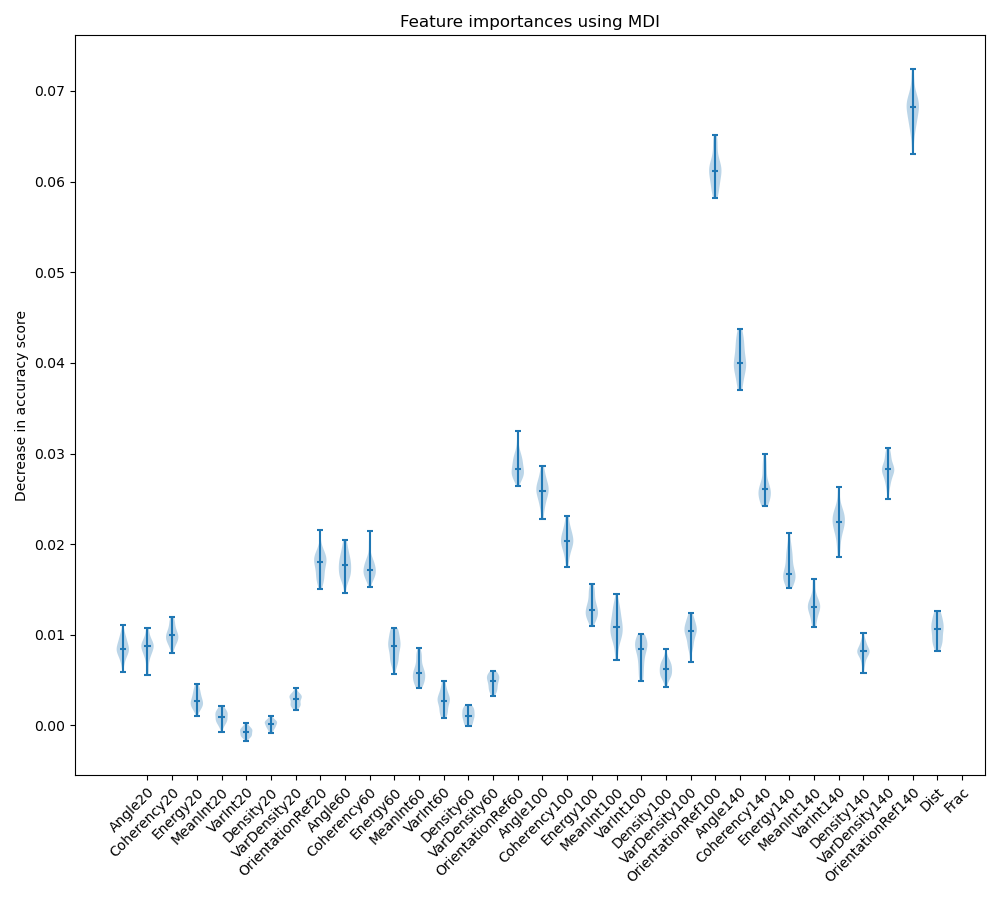 Feature importances using MDI
Decrease in accuracy score
0.07
0.06
0.05
0.04
0.03
0.02
0.01
0.00
Angle20
Coherency20
Energy20
MeanInt20
VarInt20
Density20
VarDensity20
OrientationRef20
Angle60
Coherency60
Energy60
MeanInt60
VarInt60
Density60
VarDensity60
OrientationRef60
Angle100
Coherency100
Energy100
MeanInt100
VarInt100
Density100
VarDensity100
OrientationRef100
Angle140
Coherency140
Energy140
MeanInt140
VarInt140
Density140
VarDensity140
OrientationRef140
Dist
Frac